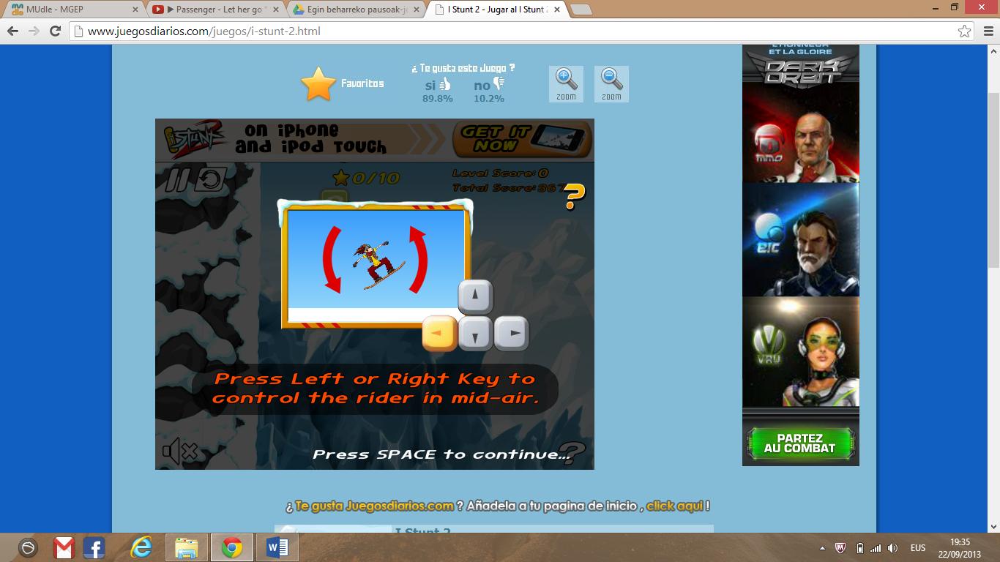 MUdle - MGEP
▶ Passenger - Let her go
Egin beharreko pausoak-j
I Stunt 2 - Jugar al I Stunt 2
www.juegosdiarios.com/juegos/i-stunt-2.html
Favoritos
¿ Te gusta este Juego ?
si
no
89.8%
10.2%
zoom
zoom
ET LA GLOIRE
DARK
ORBIT
iSTUNT2
ON iPHONE
AND iPOD TOUCH
GET IT
NOW
0/10
Level Score: 0
Total Score: 367
?
MMO
EIC
VRU
Press Left or Right Key to
control the rider in mid-air.
Press SPACE to continue...
?
PARTEZ
AU COMBAT
¿ Te gusta Juegosdiarios.com ? Añadela a tu pagina de inicio , click aqui !
I Stunt 2
EUS
19:35
22/09/2013